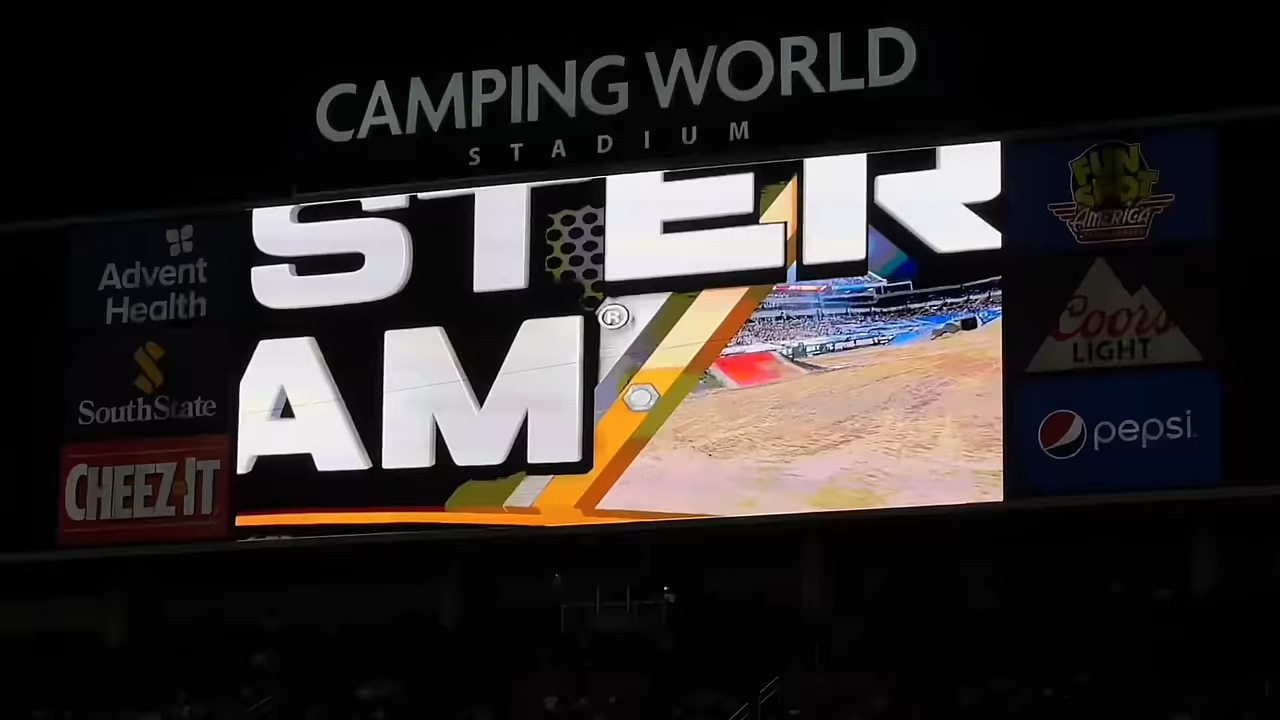 CAMPING WORLD
STADIUM
STER
AM®
Advent
Health
SouthState
CHEEZ-IT
FUN
SPOT
AMERICA
Coors
LIGHT
pepsi